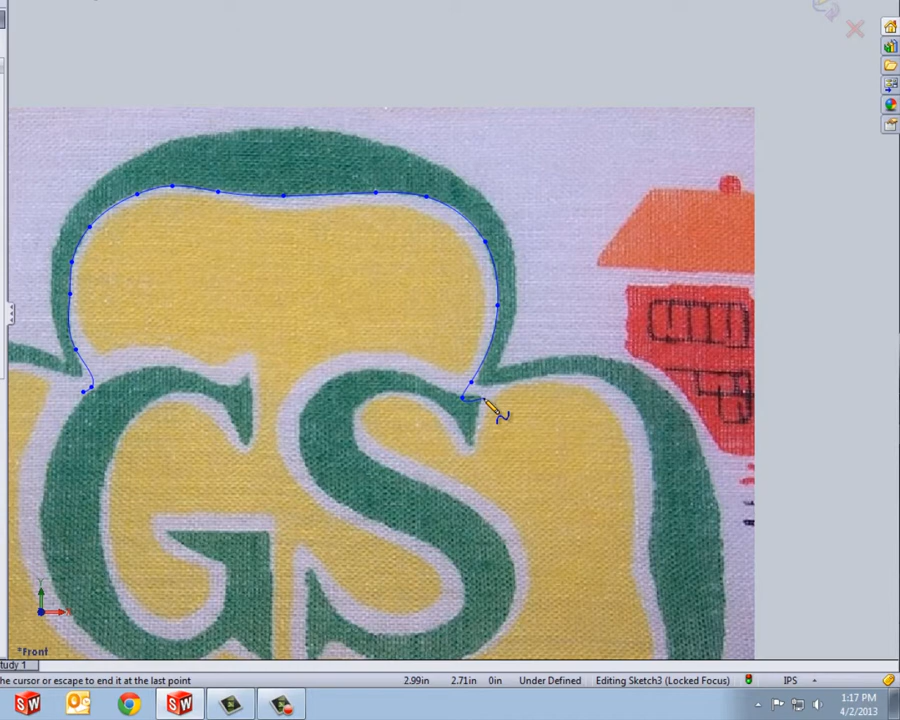 GS
*Front
study 1
he cursor or escape to end it at the last point
2.99in
2.71in
0in
Under Defined
Editing Sketch3 (Locked Focus)
IPS
1:17 PM
4/2/2013